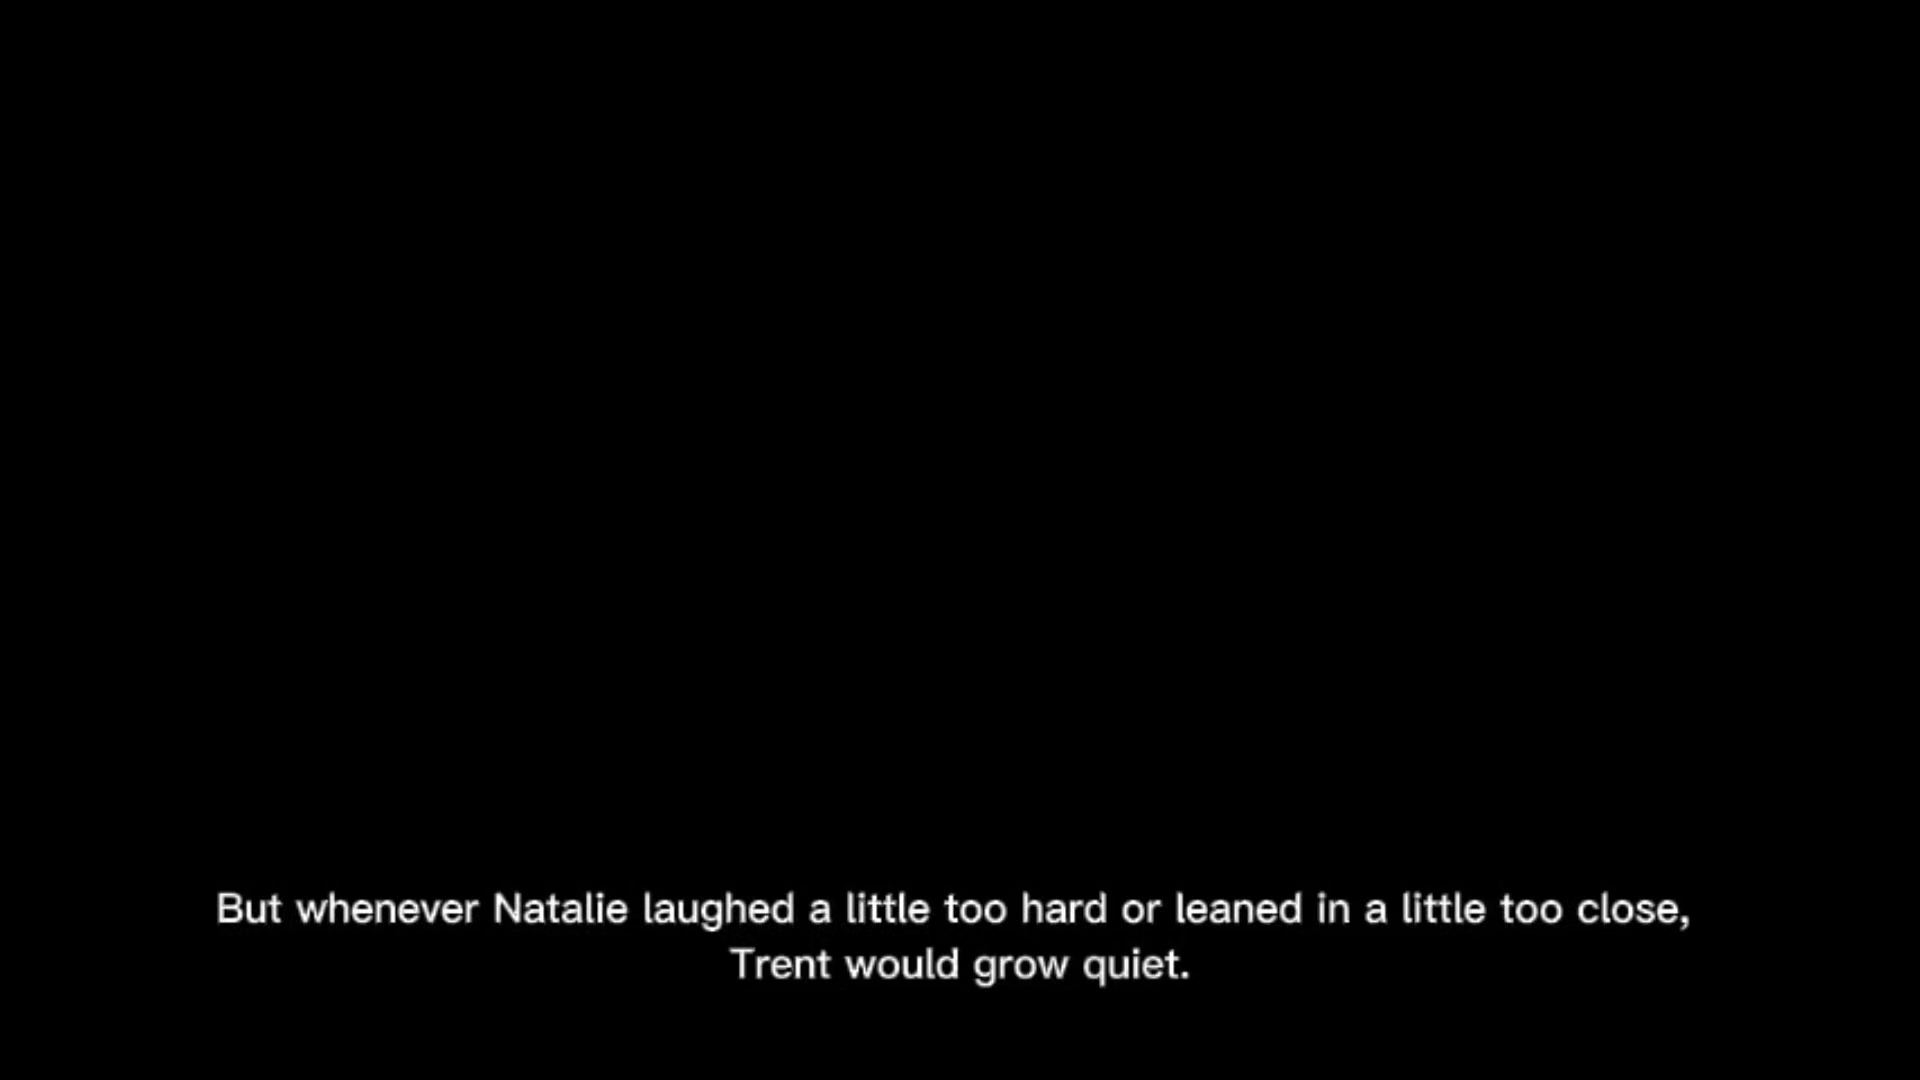 But whenever Natalie laughed a little too hard or leaned in a little too close,
Trent would grow quiet.